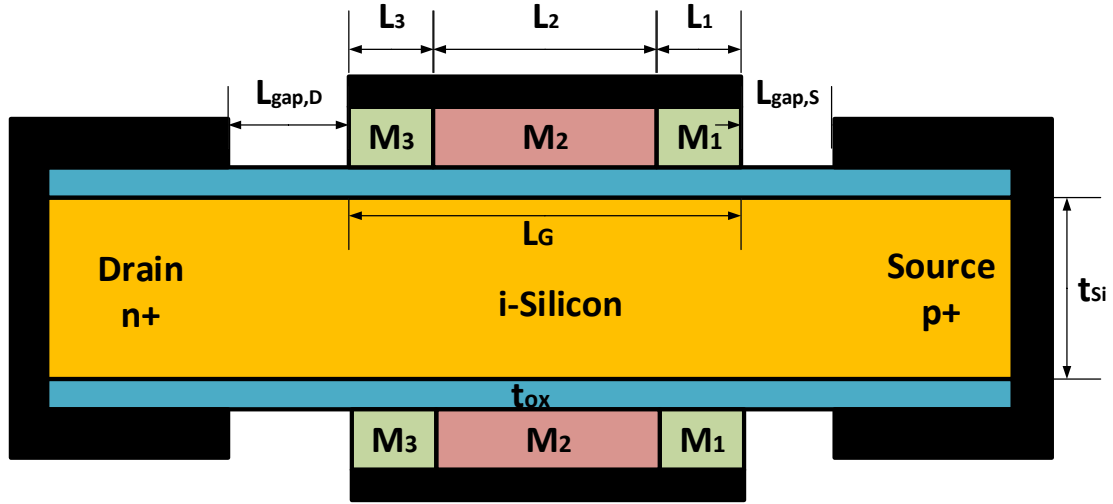 L3 L2 L1
Lgap,D Lgap,S
M3 M2 M1
LG
Drain
n+
i-Silicon
Source
p+
tSi
tox
M3 M2 M1